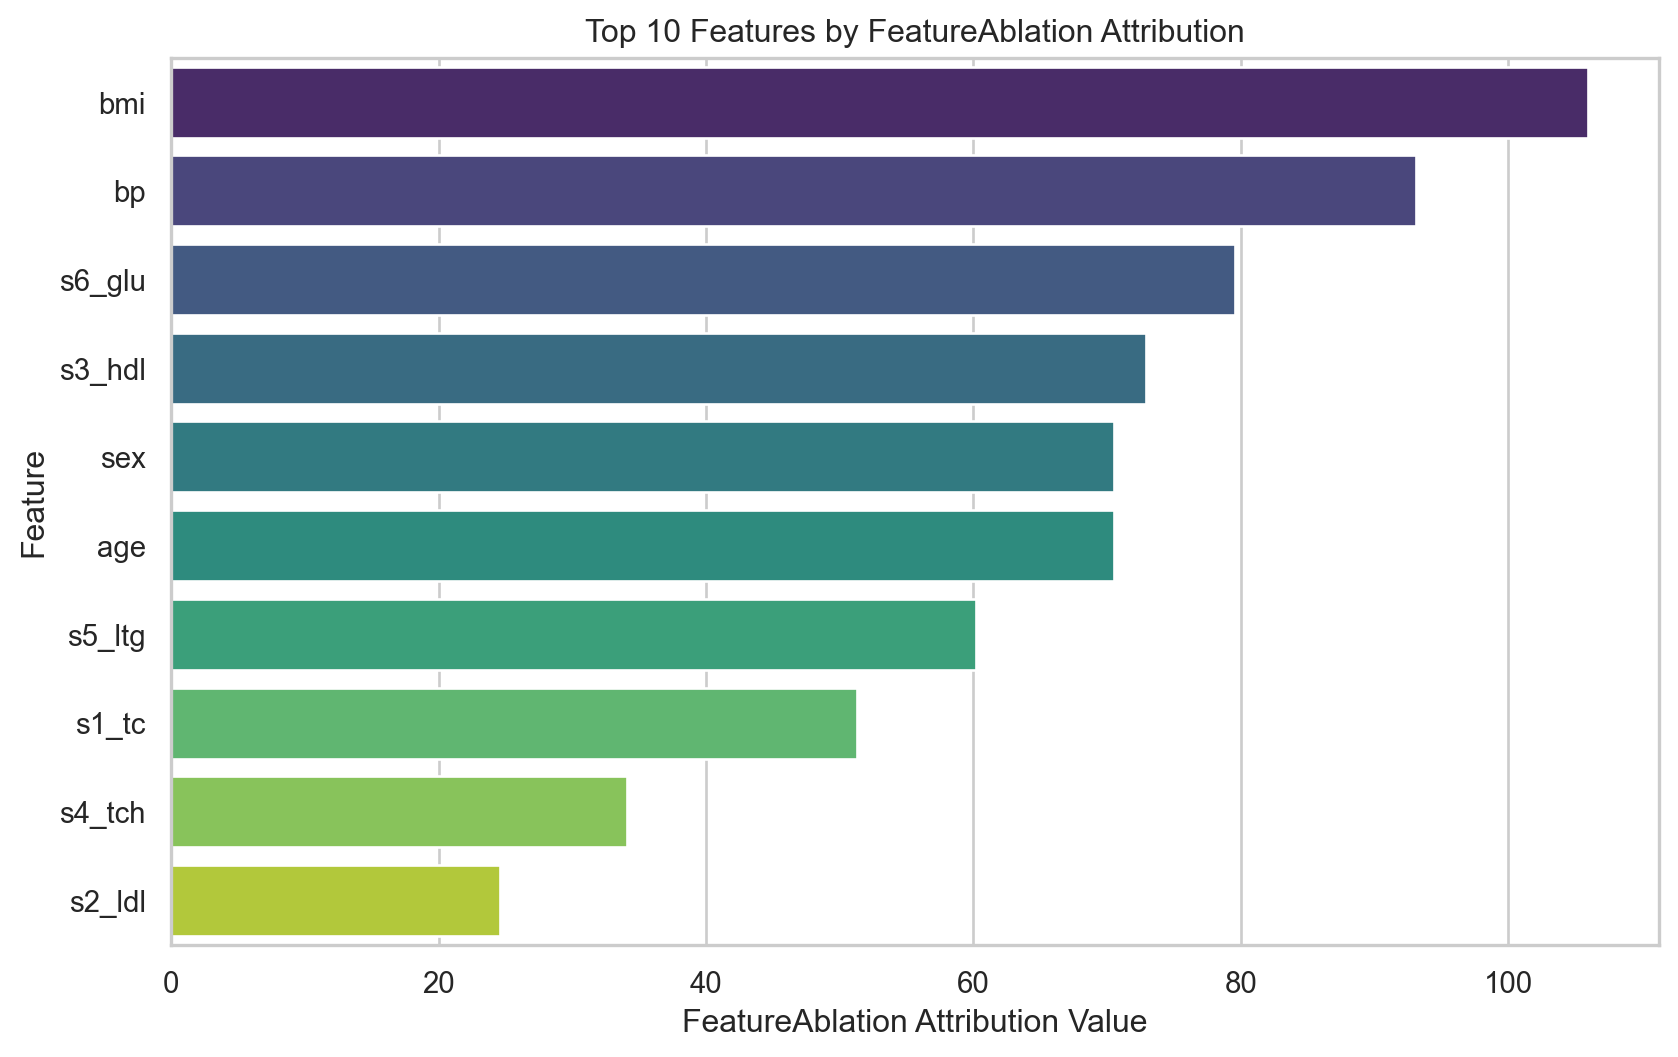 Top 10 Features by FeatureAblation Attribution
bmi
bp
s6_glu
s3_hdl
sex
age
s5_ltg
s1_tc
s4_tch
s2_ldl
Feature
0 20 40 60 80 100
FeatureAblation Attribution Value